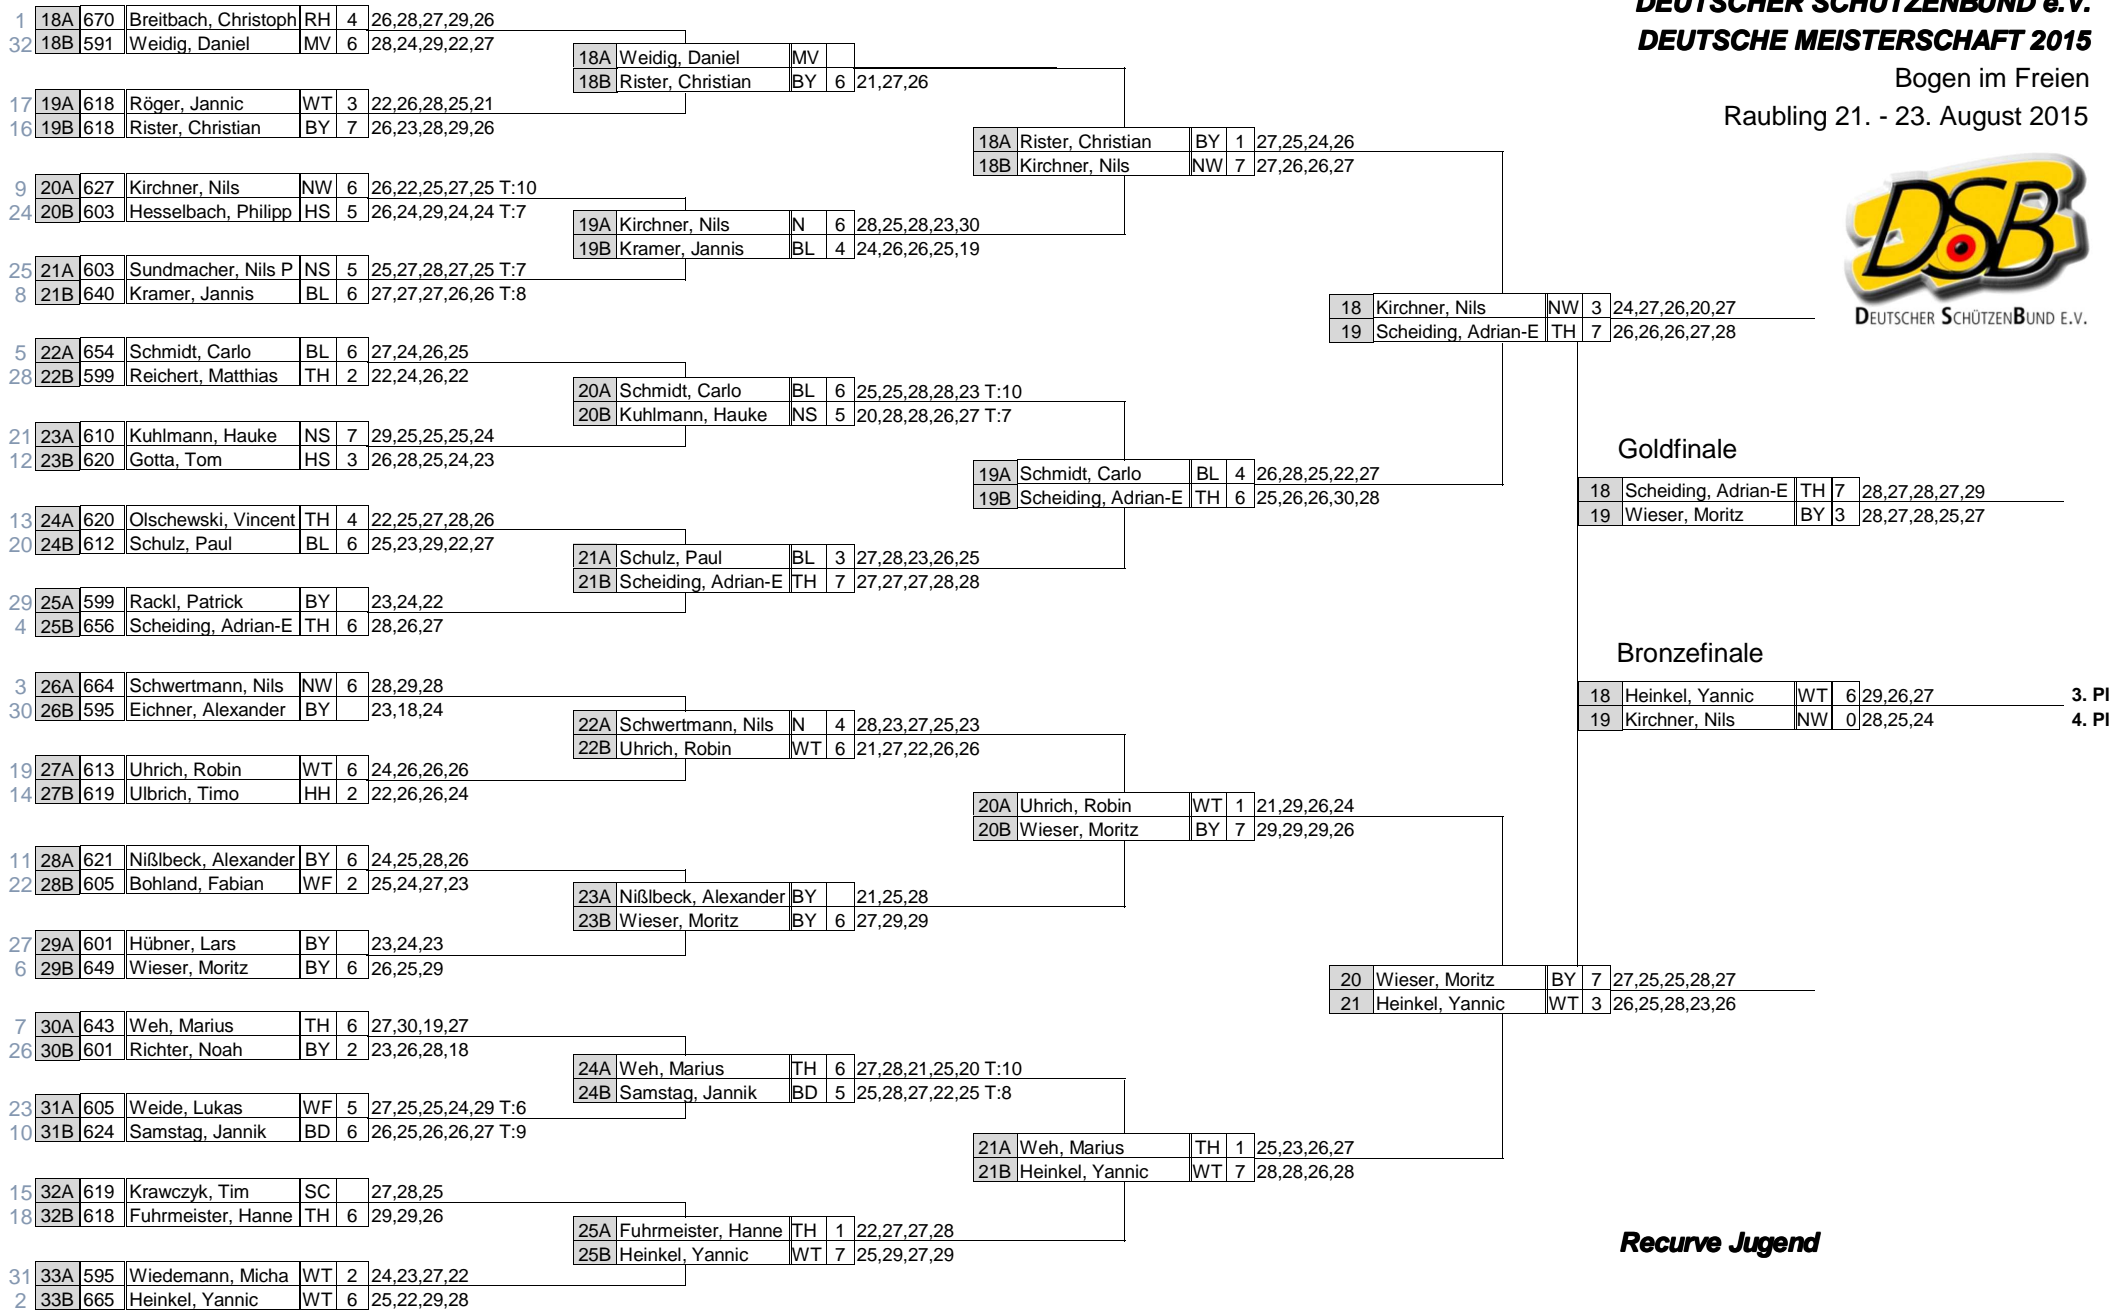 DEUTSCHER SCHÜTZENBUND e.V.
DEUTSCHE MEISTERSCHAFT 2015
Bogen im Freien
Raubling 21. - 23. August 2015
DSB
DEUTSCHER SCHÜTZENBUND E.V.
1 18A 670 Breitbach, Christoph RH 4 26,28,27,29,26
32 18B 591 Weidig, Daniel MV 6 28,24,29,22,27
17 19A 618 Röger, Jannic WT 3 22,26,28,25,21
16 19B 618 Rister, Christian BY 7 26,23,28,29,26
9 20A 627 Kirchner, Nils NW 6 26,22,25,27,25 T:10
24 20B 603 Hesselbach, Philipp HS 5 26,24,29,24,24 T:7
25 21A 603 Sundmacher, Nils P NS 5 25,27,28,27,25 T:7
8 21B 640 Kramer, Jannis BL 6 27,27,27,26,26 T:8
5 22A 654 Schmidt, Carlo BL 6 27,24,26,25
28 22B 599 Reichert, Matthias TH 2 22,24,26,22
21 23A 610 Kuhlmann, Hauke NS 7 29,25,25,25,24
12 23B 620 Gotta, Tom HS 3 26,28,25,24,23
13 24A 620 Olschewski, Vincent TH 4 22,25,27,28,26
20 24B 612 Schulz, Paul BL 6 25,23,29,22,27
29 25A 599 Rackl, Patrick BY 23,24,22
4 25B 656 Scheiding, Adrian-E TH 6 28,26,27
3 26A 664 Schwertmann, Nils NW 6 28,29,28
30 26B 595 Eichner, Alexander BY 23,18,24
19 27A 613 Uhrich, Robin WT 6 24,26,26,26
14 27B 619 Ulbrich, Timo HH 2 22,26,26,24
11 28A 621 Nißlbeck, Alexander BY 6 24,25,28,26
22 28B 605 Bohland, Fabian WF 2 25,24,27,23
27 29A 601 Hübner, Lars BY 23,24,23
6 29B 649 Wieser, Moritz BY 6 26,25,29
7 30A 643 Weh, Marius TH 6 27,30,19,27
26 30B 601 Richter, Noah BY 2 23,26,28,18
23 31A 605 Weide, Lukas WF 5 27,25,25,24,29 T:6
10 31B 624 Samstag, Jannik BD 6 26,25,26,26,27 T:9
15 32A 619 Krawczyk, Tim SC 27,28,25
18 32B 618 Fuhrmeister, Hanne TH 6 29,29,26
31 33A 595 Wiedemann, Micha WT 2 24,23,27,22
2 33B 665 Heinkel, Yannic WT 6 25,22,29,28
18A Weidig, Daniel MV
18B Rister, Christian BY 6 21,27,26
19A Kirchner, Nils N 6 28,25,28,23,30
19B Kramer, Jannis BL 4 24,26,26,25,19
20A Schmidt, Carlo BL 6 25,25,28,28,23 T:10
20B Kuhlmann, Hauke NS 5 20,28,28,26,27 T:7
21A Schulz, Paul BL 3 27,28,23,26,25
21B Scheiding, Adrian-E TH 7 27,27,27,28,28
22A Schwertmann, Nils N 4 28,23,27,25,23
22B Uhrich, Robin WT 6 21,27,22,26,26
23A Nißlbeck, Alexander BY 21,25,28
23B Wieser, Moritz BY 6 27,29,29
24A Weh, Marius TH 6 27,28,21,25,20 T:10
24B Samstag, Jannik BD 5 25,28,27,22,25 T:8
25A Fuhrmeister, Hanne TH 1 22,27,27,28
25B Heinkel, Yannic WT 7 25,29,27,29
18A Rister, Christian BY 1 27,25,24,26
18B Kirchner, Nils NW 7 27,26,26,27
19A Schmidt, Carlo BL 4 26,28,25,22,27
19B Scheiding, Adrian-E TH 6 25,26,26,30,28
20A Uhrich, Robin WT 1 21,29,26,24
20B Wieser, Moritz BY 7 29,29,29,26
21A Weh, Marius TH 1 25,23,26,27
21B Heinkel, Yannic WT 7 28,28,26,28
18 Kirchner, Nils NW 3 24,27,26,20,27
19 Scheiding, Adrian-E TH 7 26,26,26,27,28
20 Wieser, Moritz BY 7 27,25,25,28,27
21 Heinkel, Yannic WT 3 26,25,28,23,26
Goldfinale
18 Scheiding, Adrian-E TH 7 28,27,28,27,29
19 Wieser, Moritz BY 3 28,27,28,25,27
Bronzefinale
18 Heinkel, Yannic WT 6 29,26,27 3. Pl
19 Kirchner, Nils NW 0 28,25,24 4. Pl
Recurve Jugend